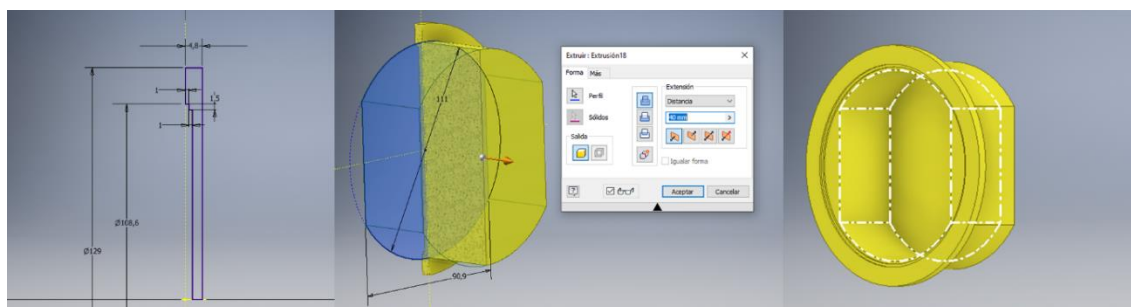 4,8
1
1,5
1
Ø108,6
Ø129
111
90,9
Extruir : Extrusión18
Forma Más
Perfil
Sólidos
Salida
Extensión
Distancia
40 mm
Igualar forma
Aceptar Cancelar